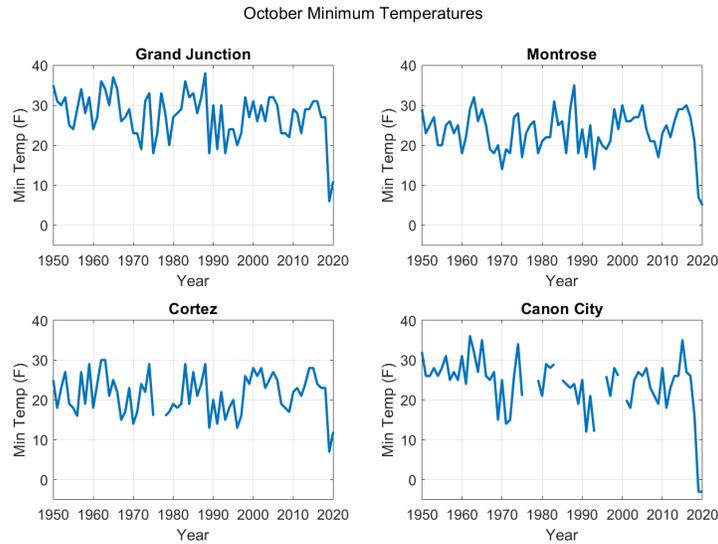 October Minimum Temperatures
Grand Junction
Min Temp (F)
40
30
20
10
0
1950 1960 1970 1980 1990 2000 2010 2020
Year
Montrose
Min Temp (F)
40
30
20
10
0
1950 1960 1970 1980 1990 2000 2010 2020
Year
Cortez
Min Temp (F)
40
30
20
10
0
1950 1960 1970 1980 1990 2000 2010 2020
Year
Canon City
Min Temp (F)
40
30
20
10
0
1950 1960 1970 1980 1990 2000 2010 2020
Year